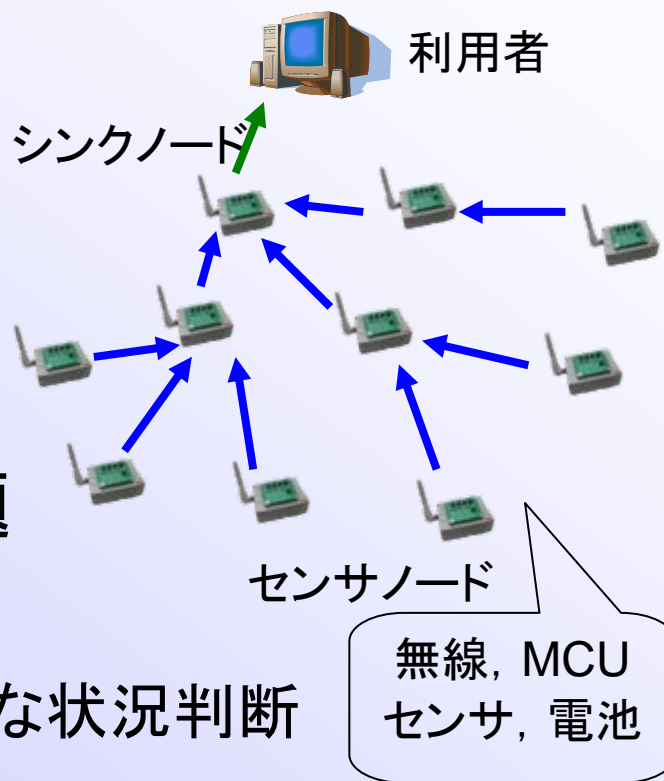 利用者
シンクノード
題
センサノード
な状況判断
無線, MCU
センサ, 電池